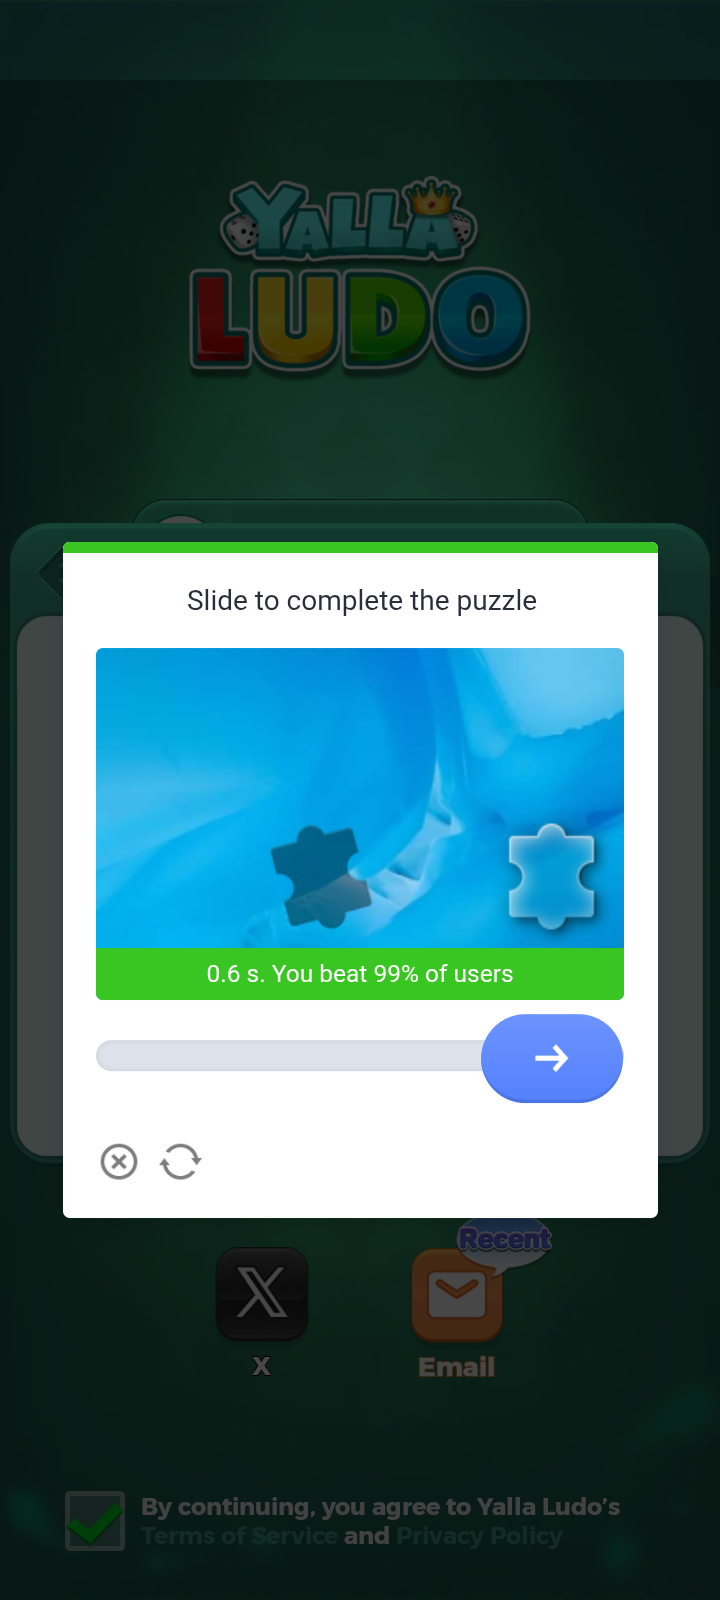 YALLA
LUDO
Slide to complete the puzzle
0.6 s. You beat 99% of users
Recent
X
Email
By continuing, you agree to Yalla Ludo's
Terms of Service and Privacy Policy